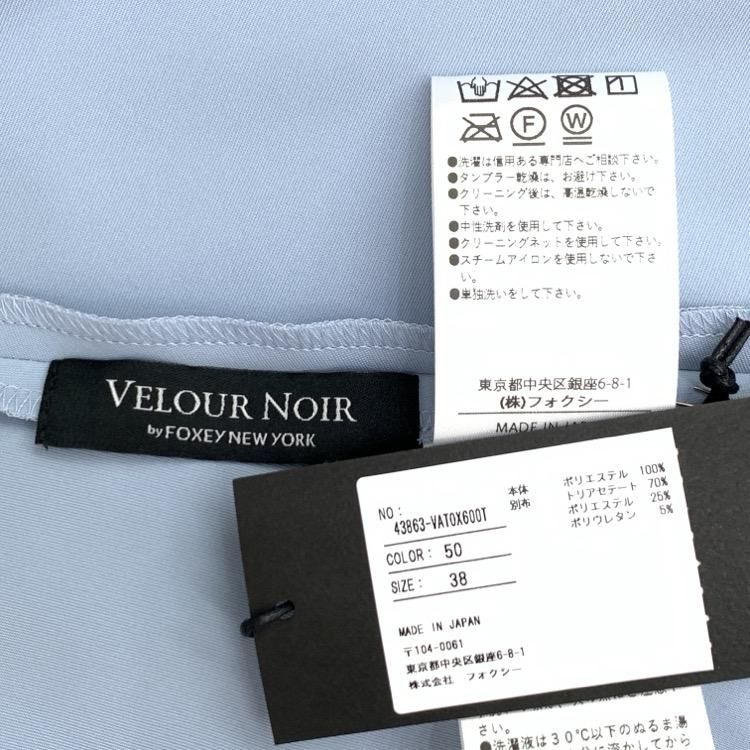 F
W
●洗濯は信用ある専門店へご相談下さい。
●タンブラー乾燥は、お避け下さい。
●クリーニング後は、高温乾燥しないで
下さい。
●中性洗剤を使用して下さい。
●クリーニングネットを使用して下さい。
●スチームアイロンを使用しないで下さ
い。
●単独洗いをして下さい。
東京都中央区銀座6-8-1
(株)フォクシー
MADE IN JAPAN
VELOUR NOIR
by FOXEY NEW YORK
NO:
43863-VATOX600T
COLOR: 50
SIZE: 38
本体 ポリエステル 100%
別布 トリアセテート 70%
ポリエステル 25%
ポリウレタン 5%
MADE IN JAPAN
〒104-0061
東京都中央区銀座6-8-1
株式会社 フォクシー
●洗濯液は30℃以下のぬるま湯